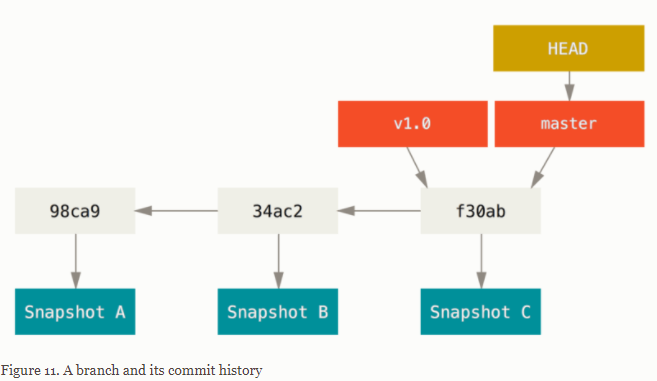 HEAD
v1.0
master
98ca9
34ac2
f30ab
Snapshot A
Snapshot B
Snapshot C
Figure 11. A branch and its commit history